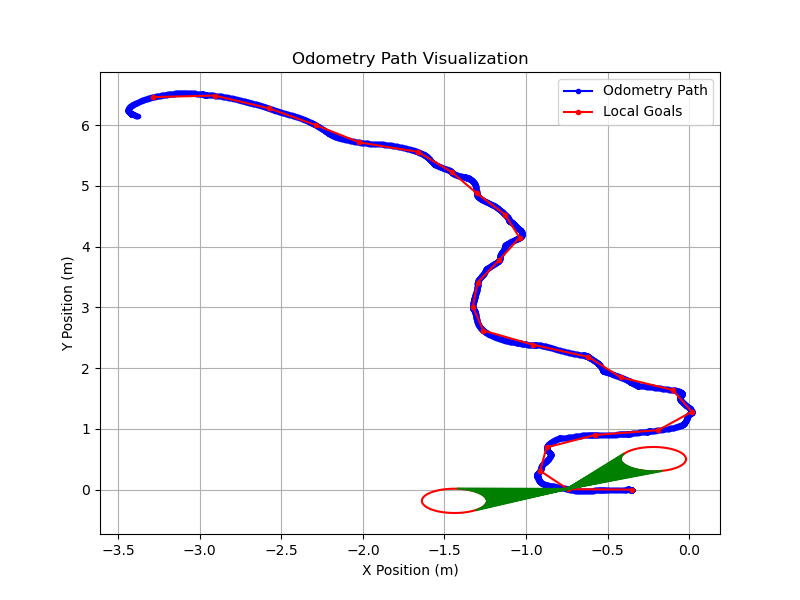 Odometry Path Visualization
Odometry Path
Local Goals
Y Position (m)
6
5
4
3
2
1
0
−3.5 −3.0 −2.5 −2.0 −1.5 −1.0 −0.5 0.0
X Position (m)